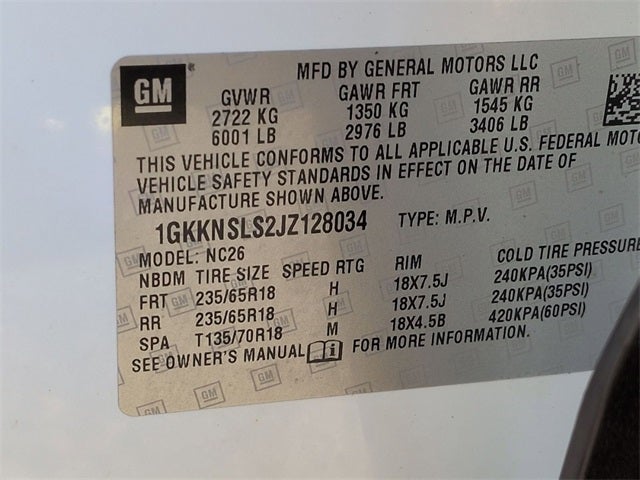 GM
MFD BY GENERAL MOTORS LLC
GVWR GAWR FRT GAWR RR
2722 KG 1350 KG 1545 KG
6001 LB 2976 LB 3406 LB
THIS VEHICLE CONFORMS TO ALL APPLICABLE U.S. FEDERAL MOTO
VEHICLE SAFETY STANDARDS IN EFFECT ON THE DATE OF
MANUFACTURE SHOWN ABOVE.
1GKKNSLS2JZ128034 TYPE: M.P.V.
MODEL: NC26
NBDM TIRE SIZE SPEED RTG RIM COLD TIRE PRESSURE
FRT 235/65R18 H 18X7.5J 240KPA(35PSI)
RR 235/65R18 H 18X7.5J 240KPA(35PSI)
SPA T135/70R18 M 18X4.5B 420KPA(60PSI)
SEE OWNER'S MANUAL FOR MORE INFORMATION.